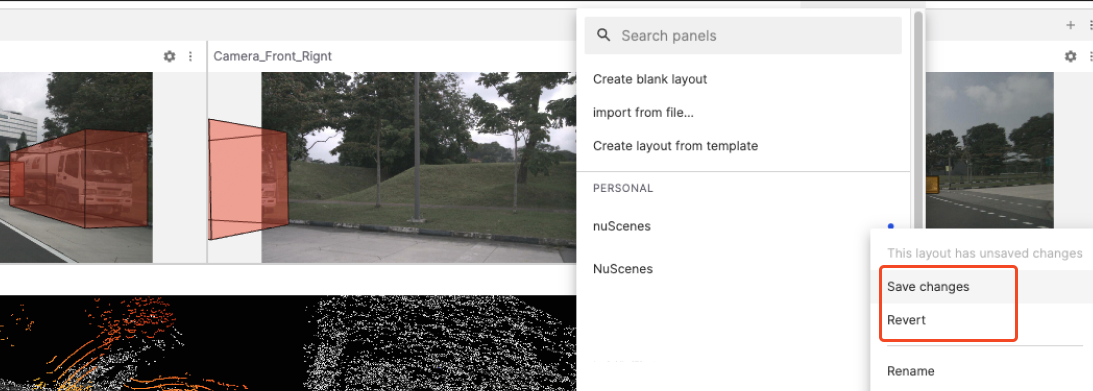 Camera_Front_Rignt
Search panels
Create blank layout
import from file...
Create layout from template
PERSONAL
nuScenes
NuScenes
This layout has unsaved changes
Save changes
Revert
Rename